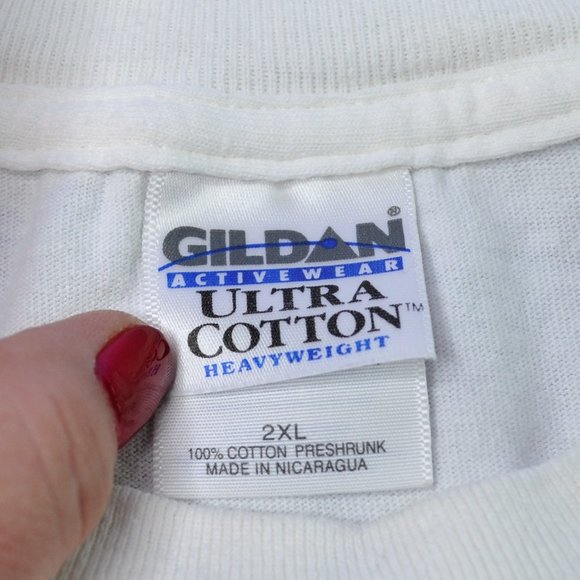 GILDAN®
ACTIVEWEAR
ULTRA
COTTON™
HEAVYWEIGHT
2XL
100% COTTON PRESHRUNK
MADE IN NICARAGUA